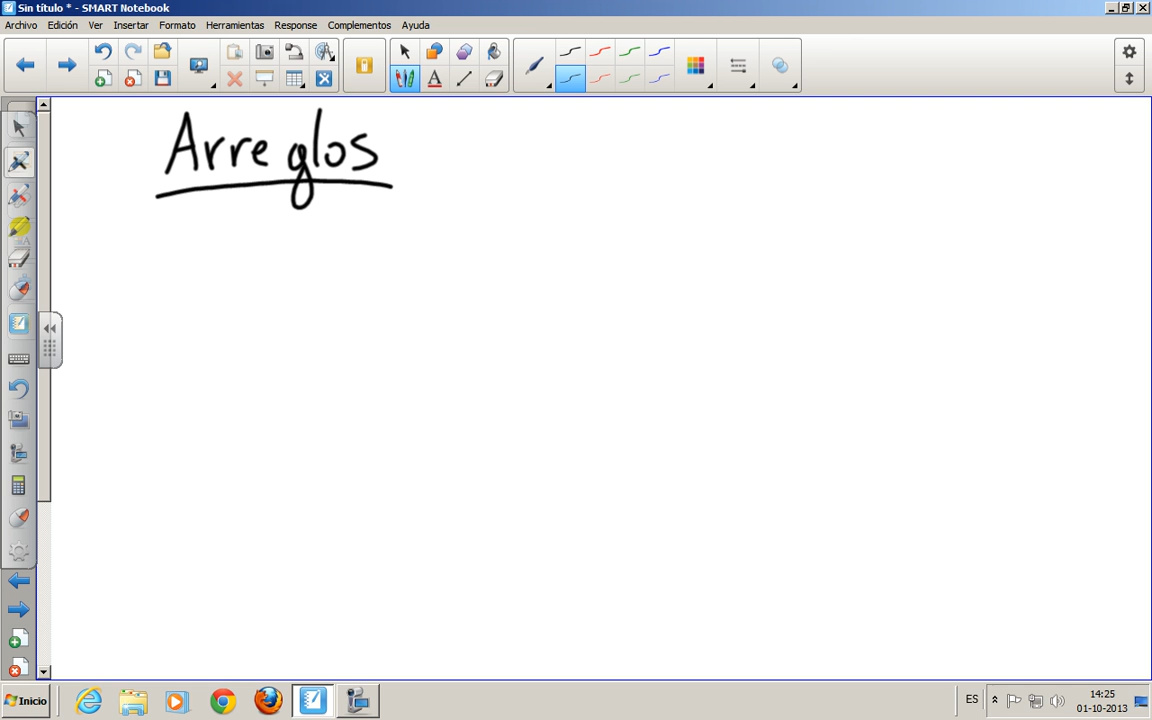 Sin título * - SMART Notebook
Archivo Edición Ver Insertar Formato Herramientas Response Complementos Ayuda
Arreglos
Inicio
ES
14:25
01-10-2013